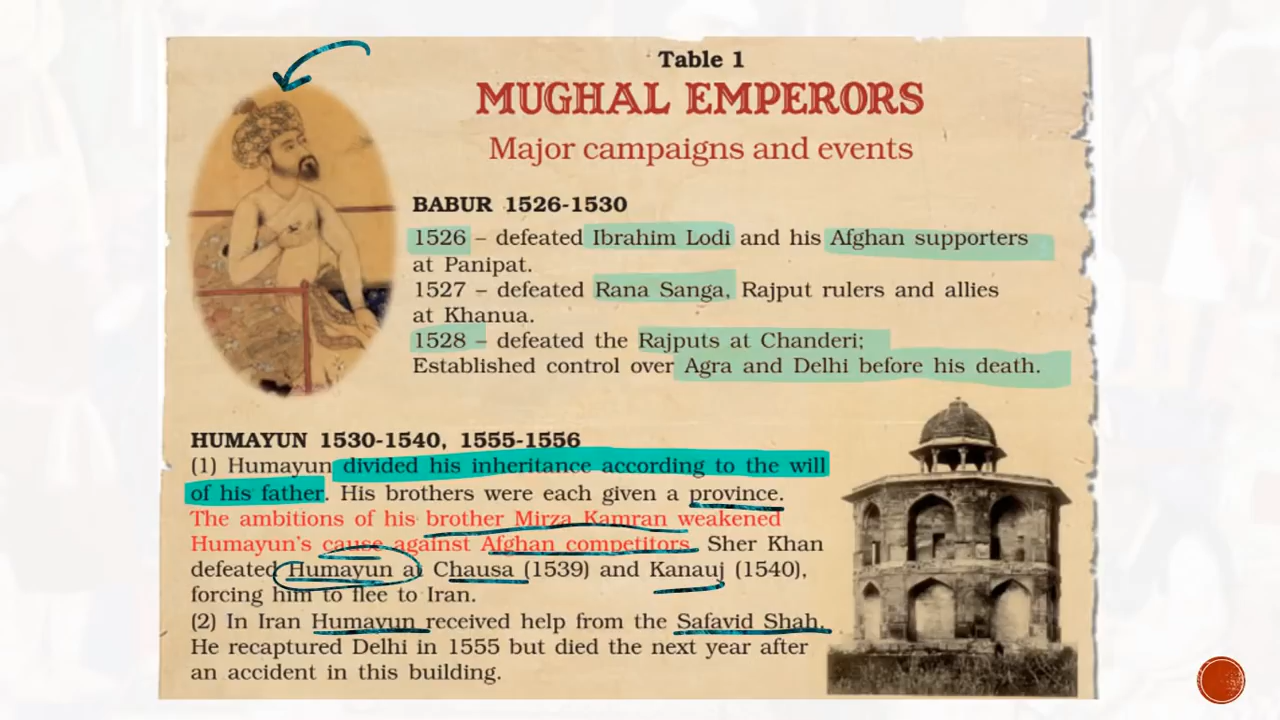 Table 1
MUGHAL EMPERORS
Major campaigns and events
BABUR 1526-1530
1526 – defeated Ibrahim Lodi and his Afghan supporters
at Panipat.
1527 – defeated Rana Sanga, Rajput rulers and allies
at Khanua.
1528 – defeated the Rajputs at Chanderi;
Established control over Agra and Delhi before his death.
HUMAYUN 1530-1540, 1555-1556
(1) Humayun divided his inheritance according to the will
of his father. His brothers were each given a province.
The ambitions of his brother Mirza Kamran weakened
Humayun's cause against Afghan competitors. Sher Khan
defeated Humayun at Chausa (1539) and Kanauj (1540),
forcing him to flee to Iran.
(2) In Iran Humayun received help from the Safavid Shah.
He recaptured Delhi in 1555 but died the next year after
an accident in this building.